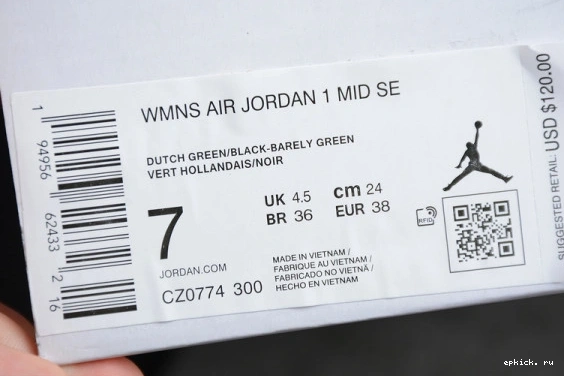 WMNS AIR JORDAN 1 MID SE
DUTCH GREEN/BLACK-BARELY GREEN
VERT HOLLANDAIS/NOIR
7
UK 4.5 cm 24
BR 36 EUR 38
JORDAN.COM
CZ0774 300
MADE IN VIETNAM /
FABRIQUE AU VIETNAM /
FABRICADO NO VIETNÃ /
HECHO EN VIETNAM
RFID
SUGGESTED RETAIL: USD $120.00
1 94956 62433 2 16
epkick. ru